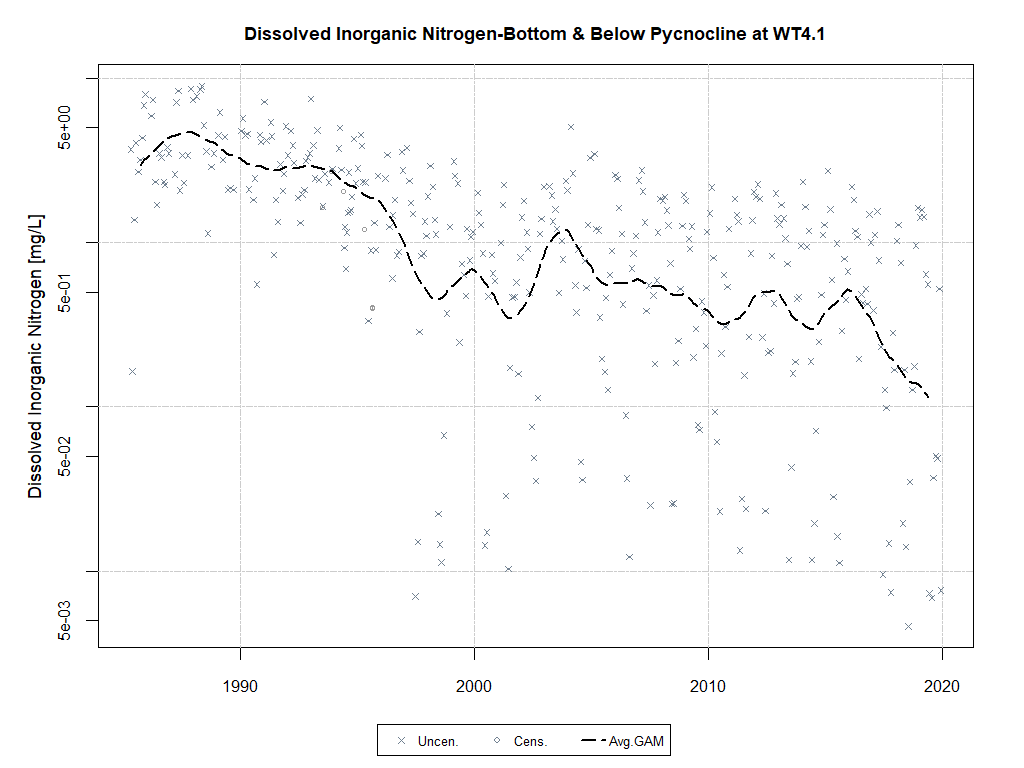 Dissolved Inorganic Nitrogen-Bottom & Below Pycnocline at WT4.1
Dissolved Inorganic Nitrogen [mg/L]
5e+00
5e-01
5e-02
5e-03
1990 2000 2010 2020
Uncen. Cens. Avg.GAM